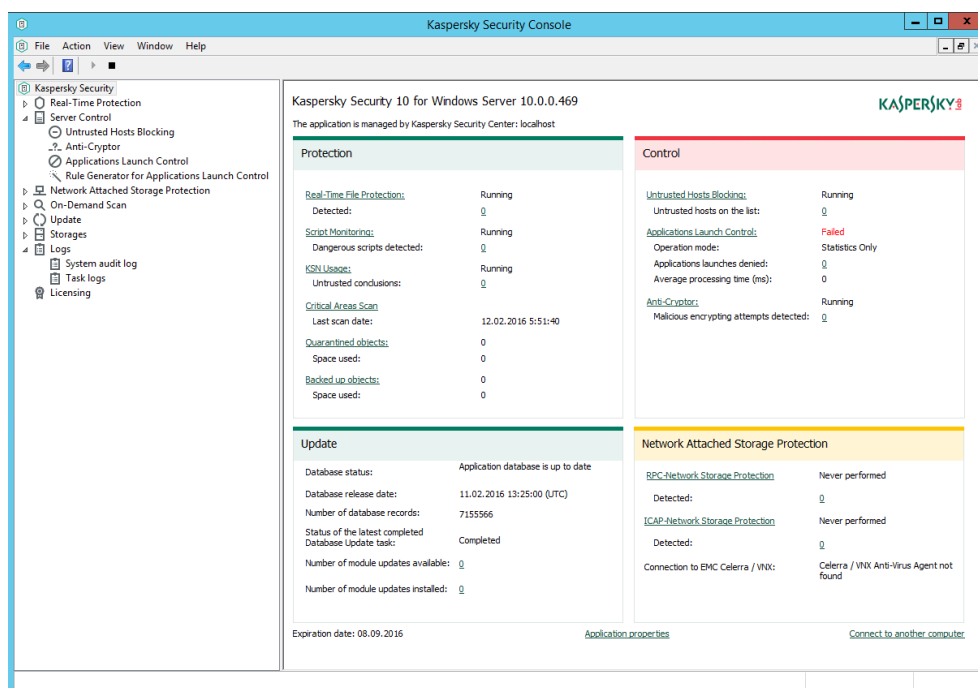 Kaspersky Security Console
File Action View Window Help
Kaspersky Security
Real-Time Protection
Server Control
Untrusted Hosts Blocking
Anti-Cryptor
Applications Launch Control
Rule Generator for Applications Launch Control
Network Attached Storage Protection
On-Demand Scan
Update
Storages
Logs
System audit log
Task logs
Licensing
Kaspersky Security 10 for Windows Server 10.0.0.469
KASPERSKY lab
The application is managed by Kaspersky Security Center: localhost
Protection
Real-Time File Protection: Running
Detected: 0
Script Monitoring: Running
Dangerous scripts detected: 0
KSN Usage: Running
Untrusted conclusions: 0
Critical Areas Scan
Last scan date: 12.02.2016 5:51:40
Quarantined objects: 0
Space used: 0
Backed up objects: 0
Space used: 0
Control
Untrusted Hosts Blocking: Running
Untrusted hosts on the list: 0
Applications Launch Control: Failed
Operation mode: Statistics Only
Applications launches denied: 0
Average processing time (ms): 0
Anti-Cryptor: Running
Malicious encrypting attempts detected: 0
Update
Database status: Application database is up to date
Database release date: 11.02.2016 13:25:00 (UTC)
Number of database records: 7155566
Status of the latest completed
Database Update task: Completed
Number of module updates available: 0
Number of module updates installed: 0
Network Attached Storage Protection
RPC-Network Storage Protection Never performed
Detected: 0
ICAP-Network Storage Protection Never performed
Detected: 0
Connection to EMC Celerra / VNX: Celerra / VNX Anti-Virus Agent not
found
Expiration date: 08.09.2016 Application properties Connect to another computer